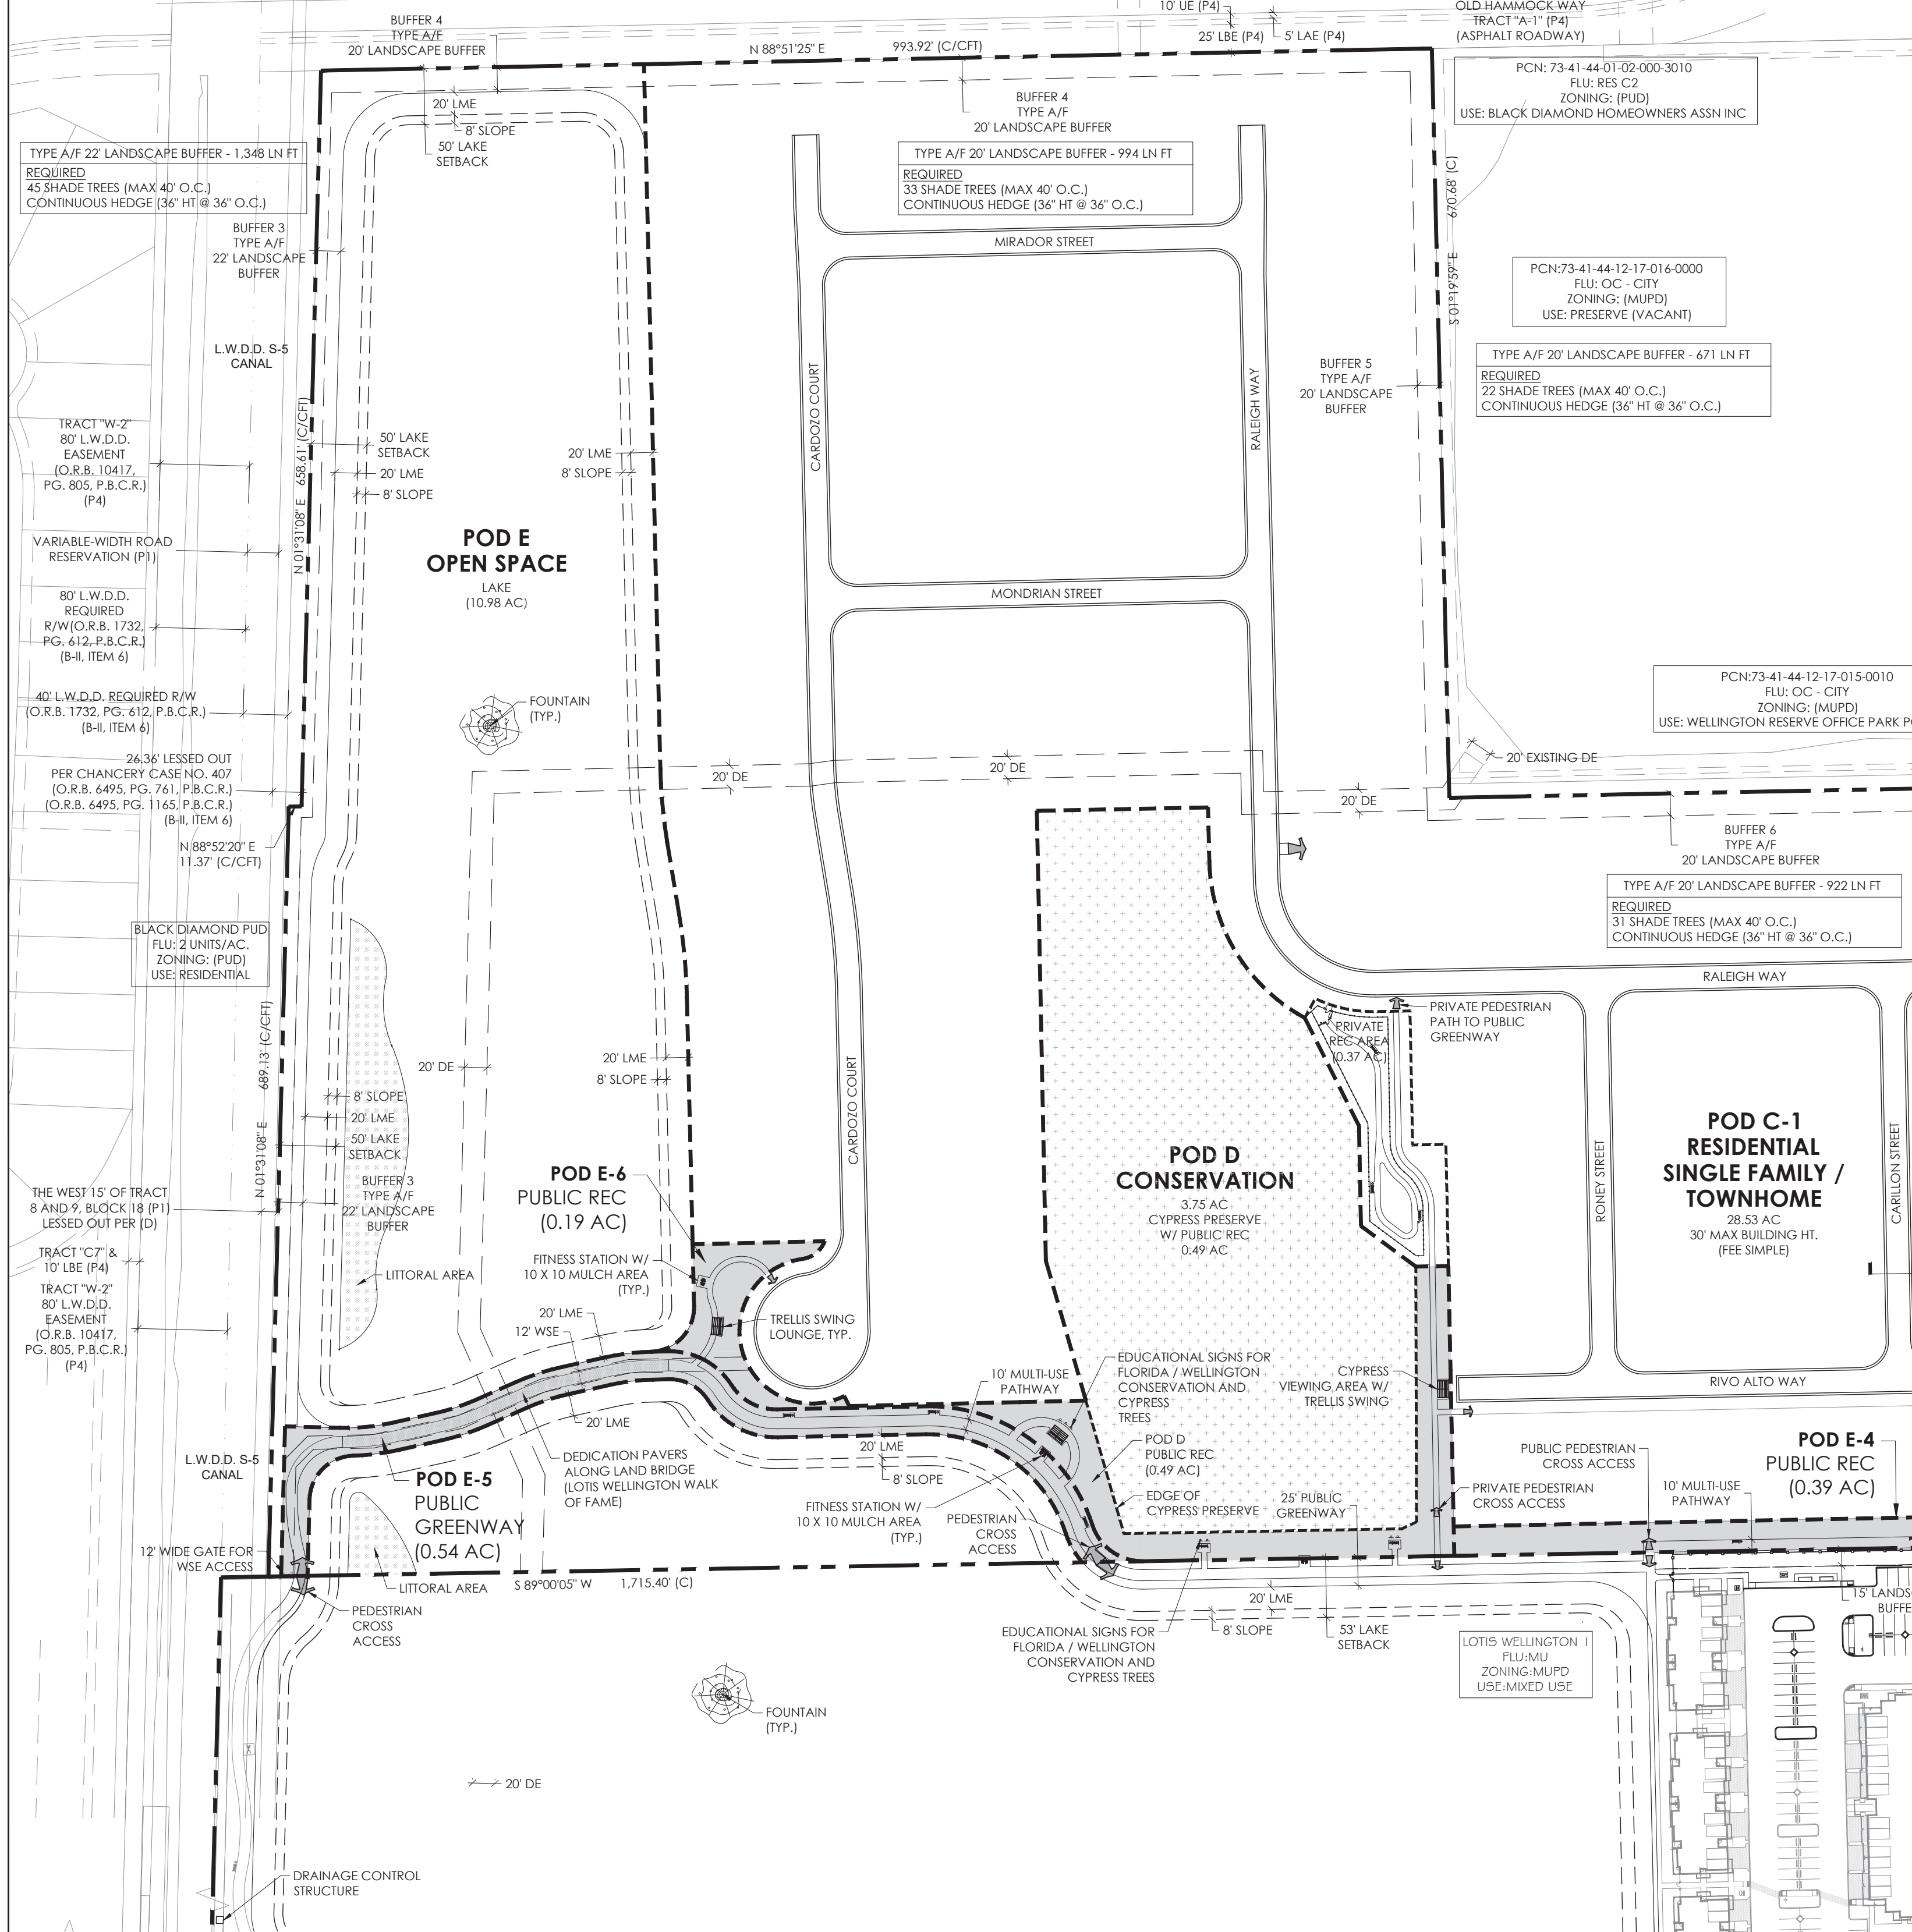 10' UE (P4)
25' LBE (P4)
5' LAE (P4)
OLD HAMMOCK WAY
TRACT "A-1" (P4)
(ASPHALT ROADWAY)
BUFFER 4
TYPE A/F
20' LANDSCAPE BUFFER
N 88°51'25" E
993.92' (C/CFT)
PCN: 73-41-44-01-02-000-3010
FLU: RES C2
ZONING: (PUD)
USE: BLACK DIAMOND HOMEOWNERS ASSN INC
20' LME
8' SLOPE
50' LAKE
SETBACK
BUFFER 4
TYPE A/F
20' LANDSCAPE BUFFER
TYPE A/F 22' LANDSCAPE BUFFER - 1,348 LN FT
REQUIRED
45 SHADE TREES (MAX 40' O.C.)
CONTINUOUS HEDGE (36" HT @ 36" O.C.)
TYPE A/F 20' LANDSCAPE BUFFER - 994 LN FT
REQUIRED
33 SHADE TREES (MAX 40' O.C.)
CONTINUOUS HEDGE (36" HT @ 36" O.C.)
S 01°19'59" E
670.68' (C)
BUFFER 3
TYPE A/F
22' LANDSCAPE
BUFFER
MIRADOR STREET
PCN:73-41-44-12-17-016-0000
FLU: OC - CITY
ZONING: (MUPD)
USE: PRESERVE (VACANT)
L.W.D.D. S-5
CANAL
TYPE A/F 20' LANDSCAPE BUFFER - 671 LN FT
REQUIRED
22 SHADE TREES (MAX 40' O.C.)
CONTINUOUS HEDGE (36" HT @ 36" O.C.)
BUFFER 5
TYPE A/F
20' LANDSCAPE
BUFFER
CARDOZO COURT
RALEIGH WAY
N 01°31'08" E
658.61' (C/CFT)
TRACT "W-2"
80' L.W.D.D.
EASEMENT
(O.R.B. 10417,
PG. 805, P.B.C.R.)
(P4)
50' LAKE
SETBACK
20' LME
8' SLOPE
20' LME
8' SLOPE
VARIABLE-WIDTH ROAD
RESERVATION (P1)
POD E
OPEN SPACE
LAKE
(10.98 AC)
80' L.W.D.D.
REQUIRED
R/W(O.R.B. 1732,
PG. 612, P.B.C.R.)
(B-II, ITEM 6)
MONDRIAN STREET
40' L.W.D.D. REQUIRED R/W
(O.R.B. 1732, PG. 612, P.B.C.R.)
(B-II, ITEM 6)
FOUNTAIN
(TYP.)
PCN:73-41-44-12-17-015-0010
FLU: OC - CITY
ZONING: (MUPD)
USE: WELLINGTON RESERVE OFFICE PARK
26.36' LESSED OUT
PER CHANCERY CASE NO. 407
(O.R.B. 6495, PG. 761, P.B.C.R.)
(O.R.B. 6495, PG. 1165, P.B.C.R.)
(B-II, ITEM 6)
20' DE
20' DE
20' EXISTING DE
20' DE
N 88°52'20" E
11.37' (C/CFT)
BUFFER 6
TYPE A/F
20' LANDSCAPE BUFFER
TYPE A/F 20' LANDSCAPE BUFFER - 922 LN FT
REQUIRED
31 SHADE TREES (MAX 40' O.C.)
CONTINUOUS HEDGE (36" HT @ 36" O.C.)
BLACK DIAMOND PUD
FLU: 2 UNITS/AC.
ZONING: (PUD)
USE: RESIDENTIAL
RALEIGH WAY
N 01°31'08" E
689.13' (C/CFT)
PRIVATE
REC AREA
(0.37 AC)
PRIVATE PEDESTRIAN
PATH TO PUBLIC
GREENWAY
20' DE
20' LME
8' SLOPE
8' SLOPE
20' LME
50' LAKE
SETBACK
CARDOZO COURT
POD C-1
RESIDENTIAL
SINGLE FAMILY /
TOWNHOME
28.53 AC
30' MAX BUILDING HT.
(FEE SIMPLE)
RONEY STREET
CARILLON STREET
POD D
CONSERVATION
3.75 AC
CYPRESS PRESERVE
W/ PUBLIC REC
0.49 AC
POD E-6
PUBLIC REC
(0.19 AC)
BUFFER 3
TYPE A/F
22' LANDSCAPE
BUFFER
THE WEST 15' OF TRACT
8 AND 9, BLOCK 18 (P1)
LESSED OUT PER (D)
TRACT "C7" &
10' LBE (P4)
TRACT "W-2"
80' L.W.D.D.
EASEMENT
(O.R.B. 10417,
PG. 805, P.B.C.R.)
(P4)
LITTORAL AREA
FITNESS STATION W/
10 X 10 MULCH AREA
(TYP.)
20' LME
12' WSE
TRELLIS SWING
LOUNGE, TYP.
10' MULTI-USE
PATHWAY
EDUCATIONAL SIGNS FOR
FLORIDA / WELLINGTON
CONSERVATION AND
CYPRESS
TREES
CYPRESS
VIEWING AREA W/
TRELLIS SWING
RIVO ALTO WAY
20' LME
20' LME
8' SLOPE
POD D
PUBLIC REC
(0.49 AC)
PUBLIC PEDESTRIAN
CROSS ACCESS
POD E-4
PUBLIC REC
(0.39 AC)
L.W.D.D. S-5
CANAL
DEDICATION PAVERS
ALONG LAND BRIDGE
(LOTIS WELLINGTON WALK
OF FAME)
POD E-5
PUBLIC
GREENWAY
(0.54 AC)
FITNESS STATION W/
10 X 10 MULCH AREA
(TYP.)
EDGE OF
CYPRESS PRESERVE
25' PUBLIC
GREENWAY
PRIVATE PEDESTRIAN
CROSS ACCESS
10' MULTI-USE
PATHWAY
PEDESTRIAN
CROSS
ACCESS
12' WIDE GATE FOR
WSE ACCESS
LITTORAL AREA
S 89°00'05" W
1,715.40' (C)
15'
PEDESTRIAN
CROSS
ACCESS
20' LME
8' SLOPE
53' LAKE
SETBACK
EDUCATIONAL SIGNS FOR
FLORIDA / WELLINGTON
CONSERVATION AND
CYPRESS TREES
LOTIS WELLINGTON I
FLU:MU
ZONING:MUPD
USE:MIXED USE
FOUNTAIN
(TYP.)
20' DE
DRAINAGE CONTROL
STRUCTURE